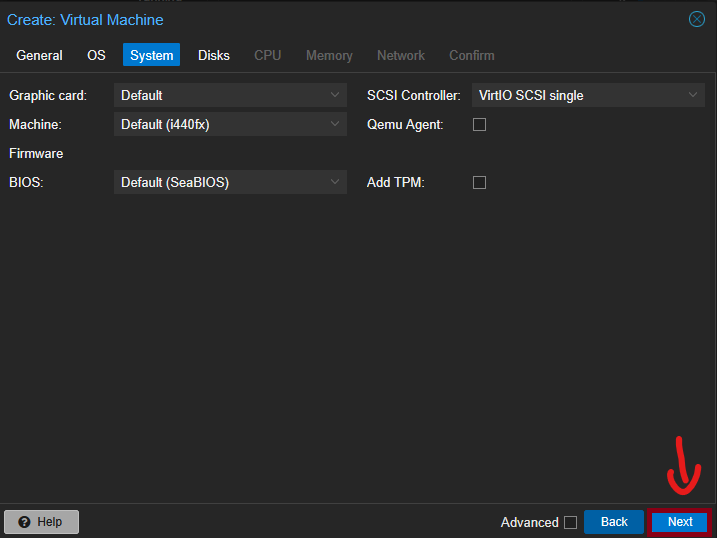 Create: Virtual Machine
General OS System Disks CPU Memory Network Confirm
Graphic card: Default SCSI Controller: VirtIO SCSI single
Machine: Default (i440fx) Qemu Agent:
Firmware
BIOS: Default (SeaBIOS) Add TPM:
Help Advanced Back Next